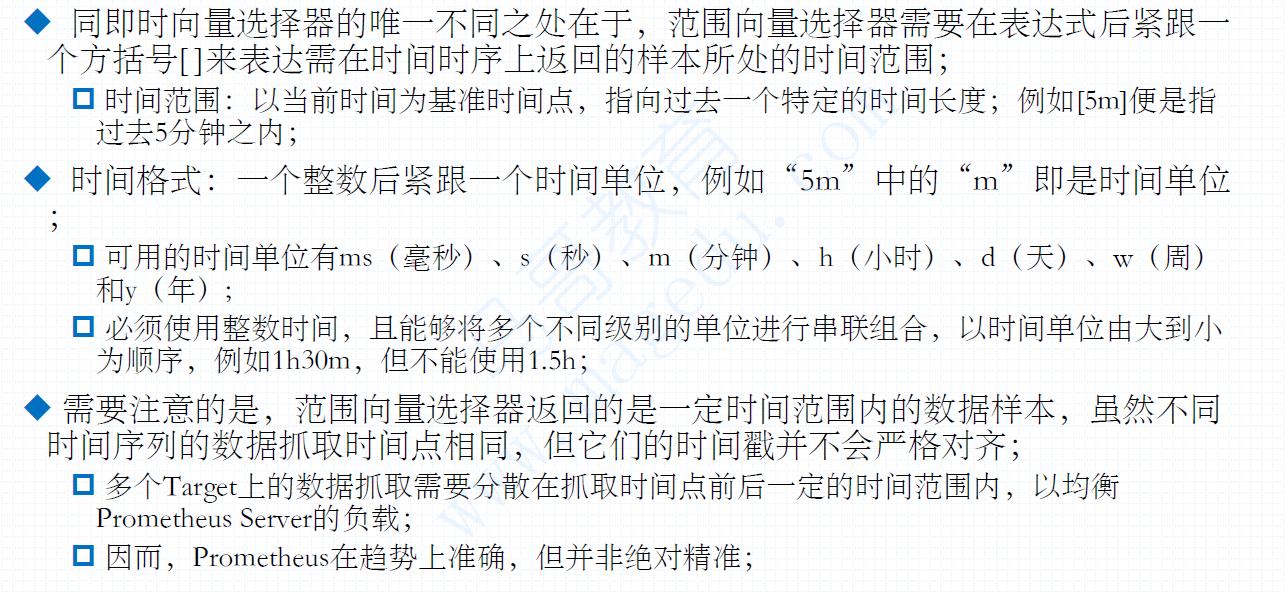 同即时向量选择器的唯一不同之处在于，范围向量选择器需要在表达式后紧跟一
个方括号[ ]来表达需在时间时序上返回的样本所处的时间范围；
时间范围：以当前时间为基准时间点，指向过去一个特定的时间长度；例如[5m]便是指
过去5分钟之内；
时间格式：一个整数后紧跟一个时间单位，例如“5m”中的“m”即是时间单位
；
可用的时间单位有ms（毫秒）、s（秒）、m（分钟）、h（小时）、d（天）、w（周）
和y（年）；
必须使用整数时间，且能够将多个不同级别的单位进行串联组合，以时间单位由大到小
为顺序，例如1h30m，但不能使用1.5h；
需要注意的是，范围向量选择器返回的是一定时间范围内的数据样本，虽然不同
时间序列的数据抓取时间点相同，但它们的时间戳并不会严格对齐；
多个Target上的数据抓取需要分散在抓取时间点前后一定的时间范围内，以均衡
Prometheus Server的负载；
因而，Prometheus在趋势上准确，但并非绝对精准；
哥教育
www.magedu.com